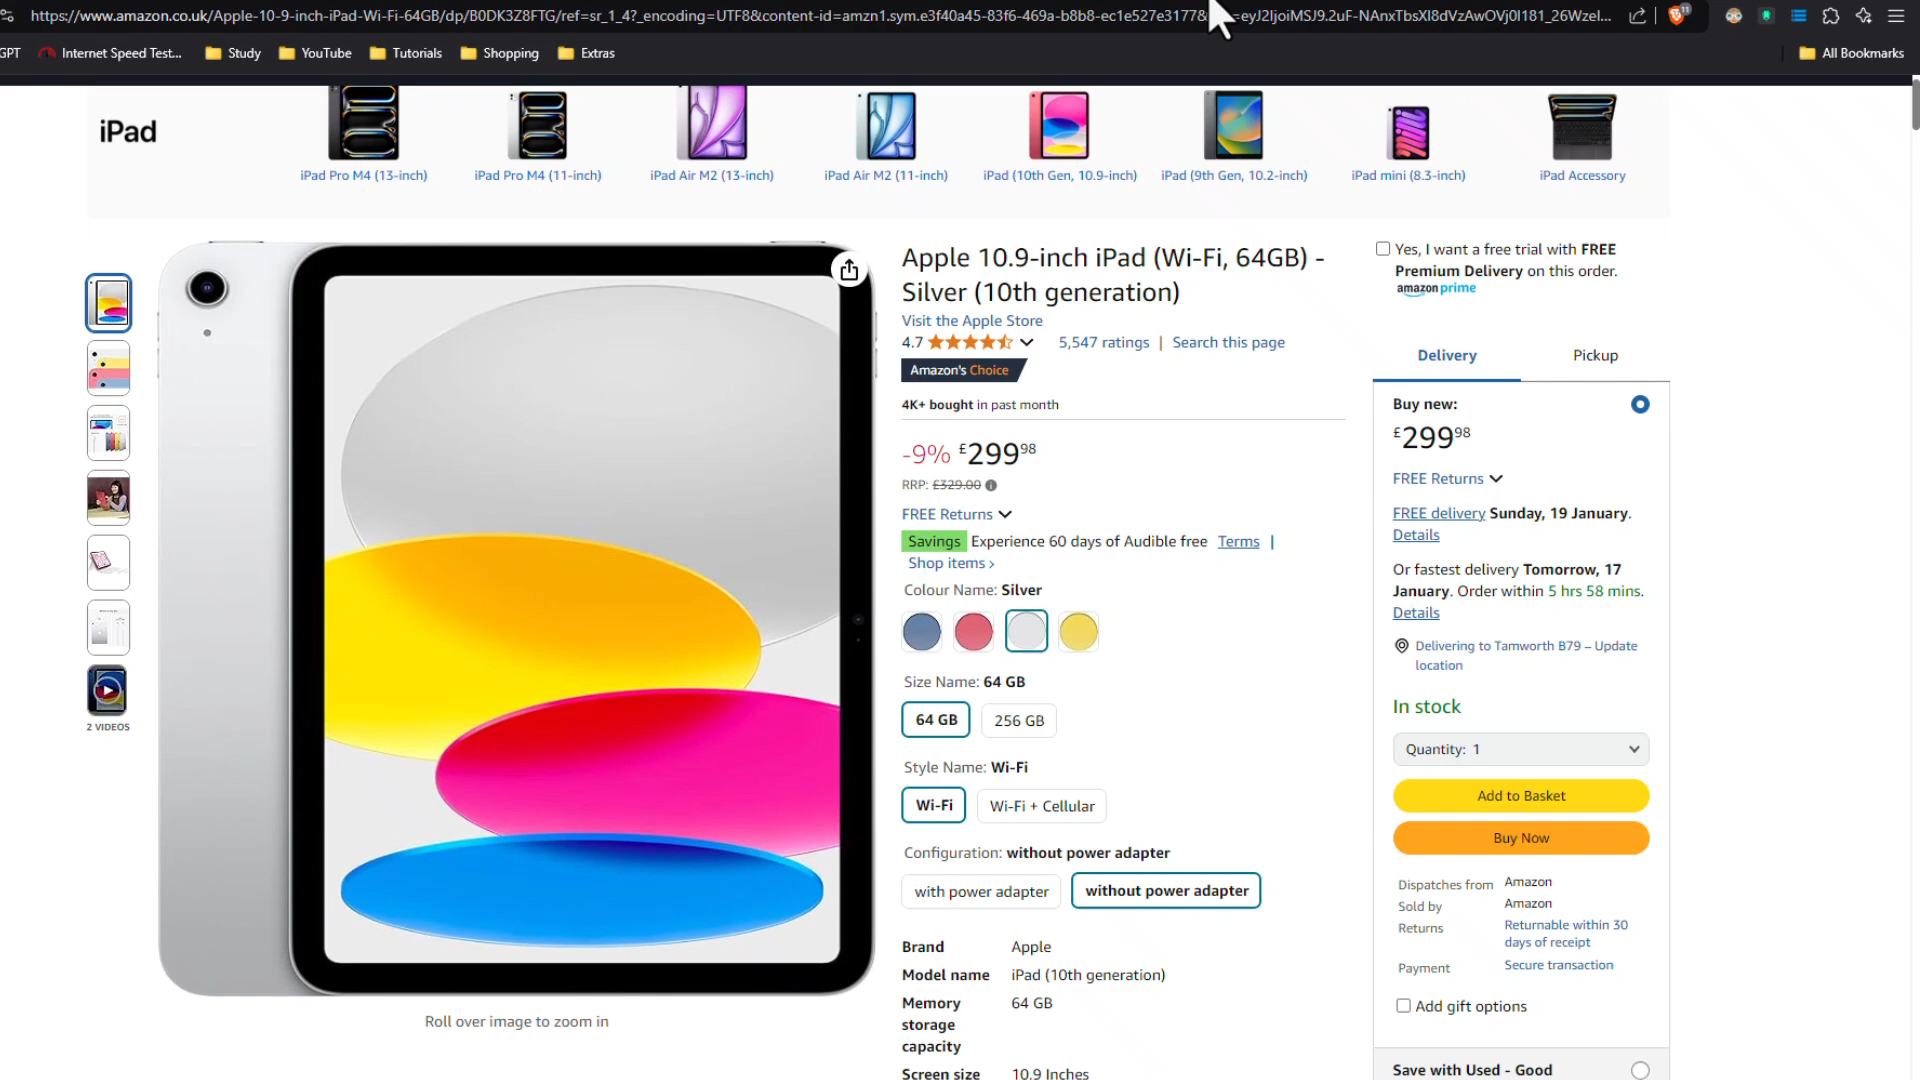 https://www.amazon.co.uk/Apple-10-9-inch-iPad-Wi-Fi-64GB/dp/B0DK3Z8FTG/ref=sr_1_4?_encoding=UTF8&content-id=amzn1.sym.e3f40a45-83f6-469a-b8b8-ec1e527e3177&
GPT
Internet Speed Test...
Study
YouTube
Tutorials
Shopping
Extras
All Bookmarks
iPad
iPad Pro M4 (13-inch)
iPad Pro M4 (11-inch)
iPad Air M2 (13-inch)
iPad Air M2 (11-inch)
iPad (10th Gen, 10.9-inch)
iPad (9th Gen, 10.2-inch)
iPad mini (8.3-inch)
iPad Accessory
2 VIDEOS
Roll over image to zoom in
Apple 10.9-inch iPad (Wi-Fi, 64GB) -
Silver (10th generation)
Visit the Apple Store
4.7
5,547 ratings | Search this page
Amazon's Choice
4K+ bought in past month
-9% £299.98
RRP: £329.00
FREE Returns
Savings Experience 60 days of Audible free Terms |
Shop items ›
Colour Name: Silver
Size Name: 64 GB
64 GB
256 GB
Style Name: Wi-Fi
Wi-Fi
Wi-Fi + Cellular
Configuration: without power adapter
with power adapter
without power adapter
Brand Apple
Model name iPad (10th generation)
Memory storage capacity 64 GB
Screen size 10.9 Inches
Yes, I want a free trial with FREE
Premium Delivery on this order.
amazon prime
Delivery
Pickup
Buy new:
£299.98
FREE Returns
FREE delivery Sunday, 19 January.
Details
Or fastest delivery Tomorrow, 17
January. Order within 5 hrs 58 mins.
Details
Delivering to Tamworth B79 – Update
location
In stock
Quantity: 1
Add to Basket
Buy Now
Dispatches from Amazon
Sold by Amazon
Returns Returnable within 30
days of receipt
Payment Secure transaction
Add gift options
Save with Used - Good